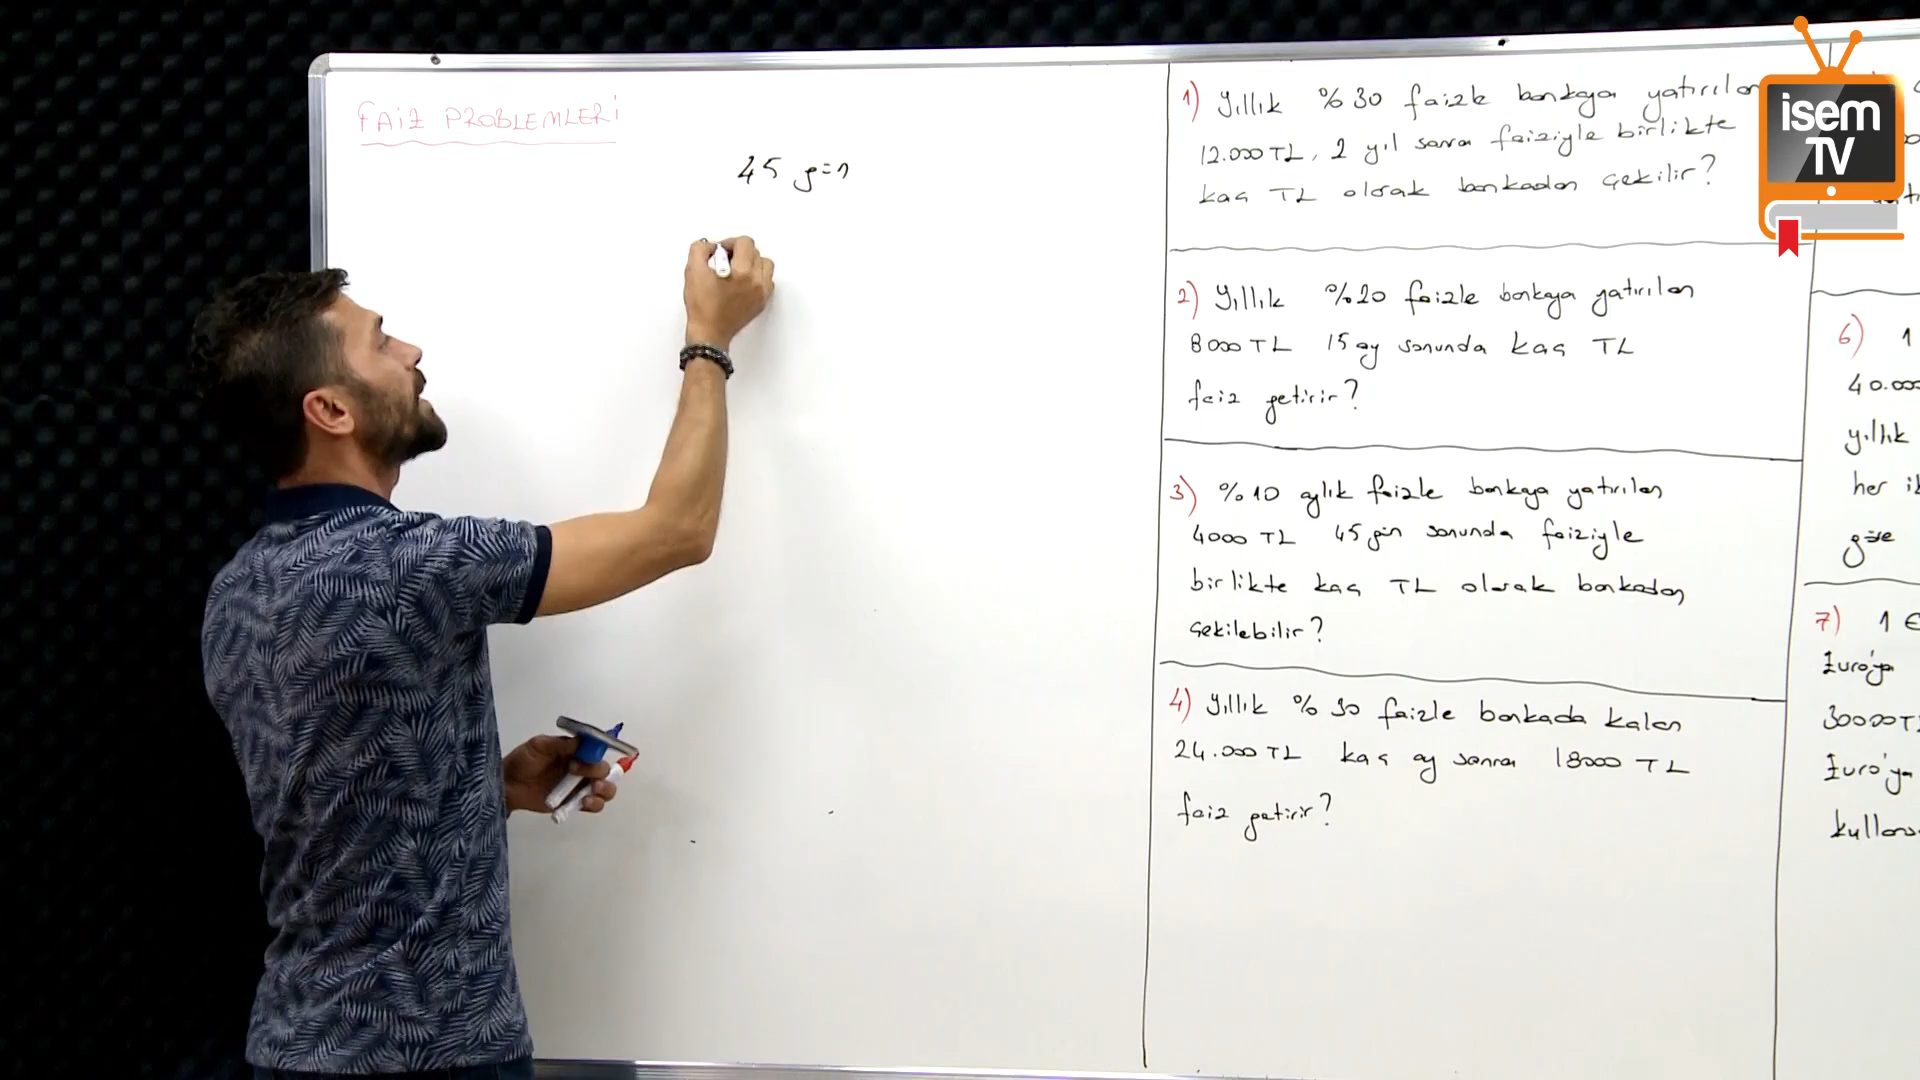 FAİZ PROBLEMLERİ
45 gün
1) Yıllık %30 faizle bankaya yatırılan
12.000 TL, 2 yıl sonra faiziyle birlikte
kaç TL olarak bankadan çekilir?
2) Yıllık %20 faizle bankaya yatırılan
8000 TL 15 ay sonunda kaç TL
faiz getirir?
3) %10 aylık faizle bankaya yatırılan
4000 TL 45 gün sonunda faiziyle
birlikte kaç TL olarak bankadan
çekilebilir?
4) Yıllık %30 faizle bankada kalan
24.000 TL kaç ay sonra 18000 TL
faiz getirir?
6) 1
40.000
yıllık
her
göre
7) 1 €
Euro'ya
30000 T
Euro'ya
isem
TV